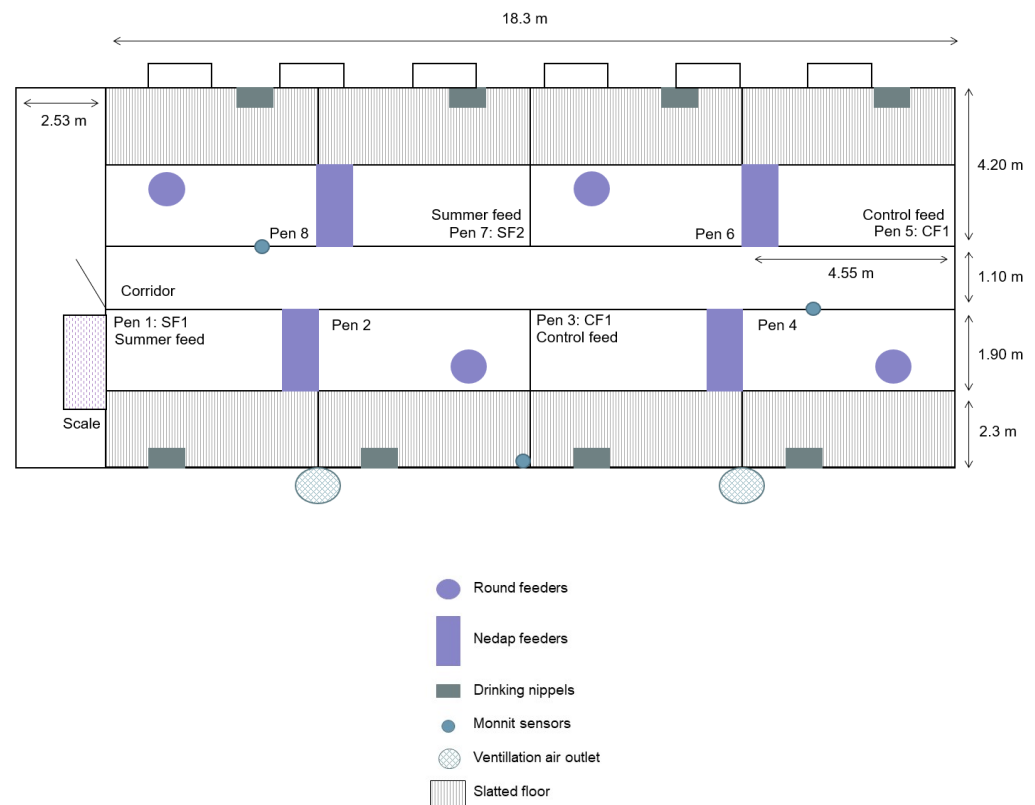 18.3 m
2.53 m
4.20 m
Summer feed
Pen 7: SF2
Control feed
Pen 5: CF1
Pen 8
Pen 6
4.55 m
1.10 m
Corridor
Pen 1: SF1
Summer feed
Pen 2
Pen 3: CF1
Control feed
Pen 4
1.90 m
Scale
2.3 m
Round feeders
Nedap feeders
Drinking nippels
Monnit sensors
Ventillation air outlet
Slatted floor